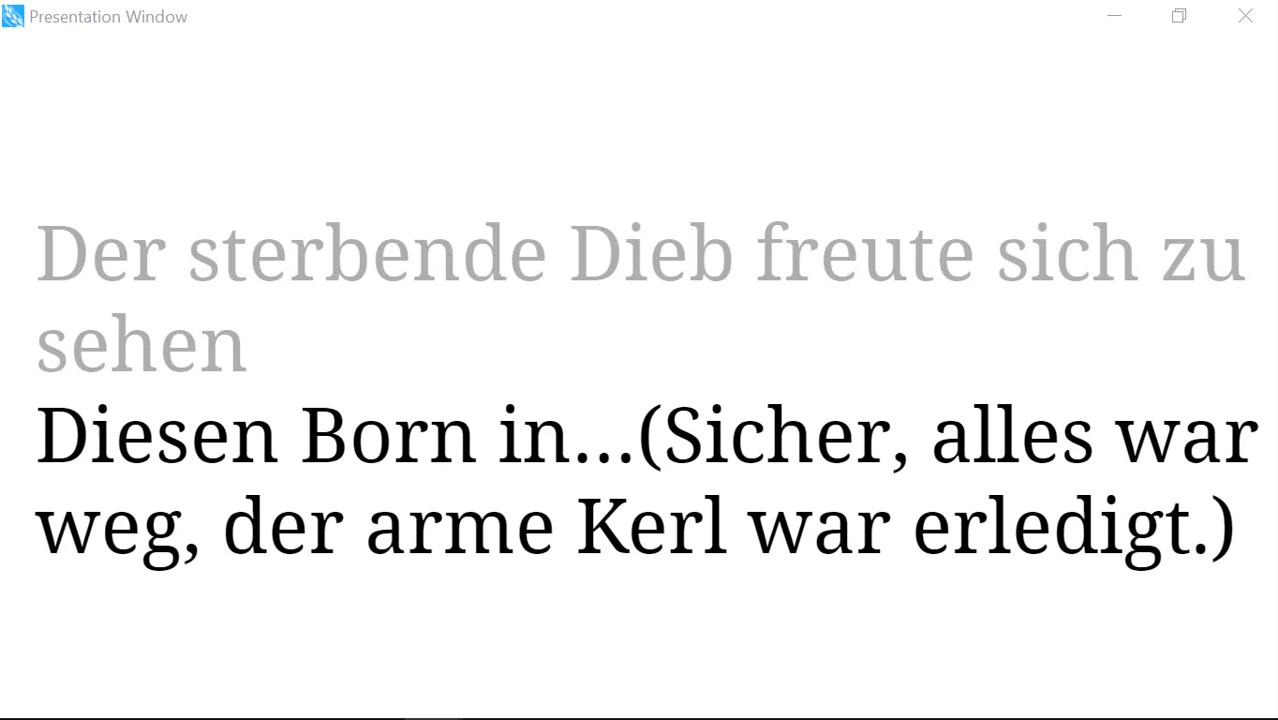 Presentation Window
Der sterbende Dieb freute sich zu
sehen
Diesen Born in...(Sicher, alles war
weg, der arme Kerl war erledigt.)